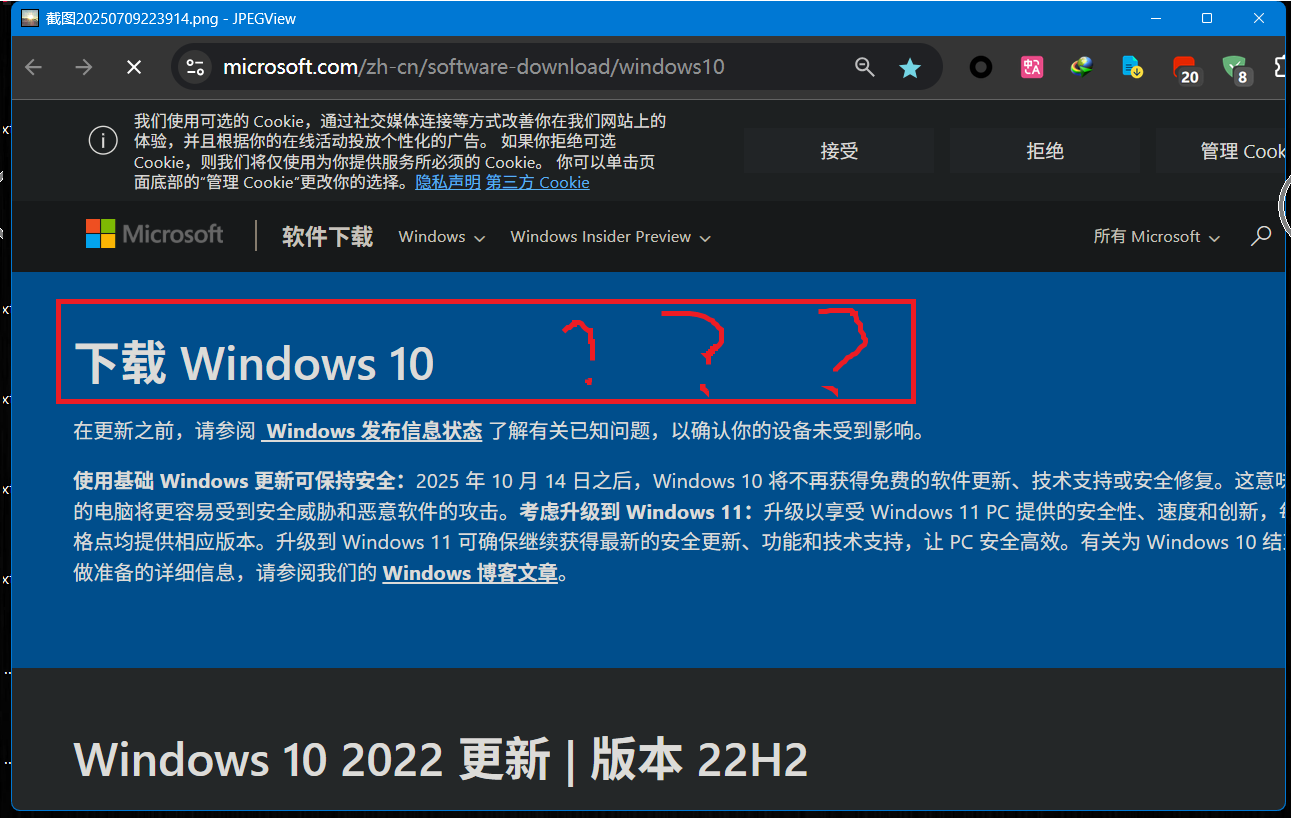 截图20250709223914.png - JPEGView
microsoft.com/zh-cn/software-download/windows10
20
8
我们使用可选的 Cookie，通过社交媒体连接等方式改善你在我们网站上的
体验，并且根据你的在线活动投放个性化的广告。 如果你拒绝可选
Cookie，则我们将仅使用为你提供服务所必须的 Cookie。 你可以单击页
面底部的“管理 Cookie”更改你的选择。隐私声明 第三方 Cookie
接受
拒绝
管理 Cook
Microsoft
软件下载
Windows
Windows Insider Preview
所有 Microsoft
下载 Windows 10
? ? ?
在更新之前，请参阅 Windows 发布信息状态 了解有关已知问题，以确认你的设备未受到影响。
使用基础 Windows 更新可保持安全：2025 年 10 月 14 日之后，Windows 10 将不再获得免费的软件更新、技术支持或安全修复。这意味
的电脑将更容易受到安全威胁和恶意软件的攻击。考虑升级到 Windows 11：升级以享受 Windows 11 PC 提供的安全性、速度和创新，
格点均提供相应版本。升级到 Windows 11 可确保继续获得最新的安全更新、功能和技术支持，让 PC 安全高效。有关为 Windows 10 结
做准备的详细信息，请参阅我们的 Windows 博客文章。
Windows 10 2022 更新 | 版本 22H2